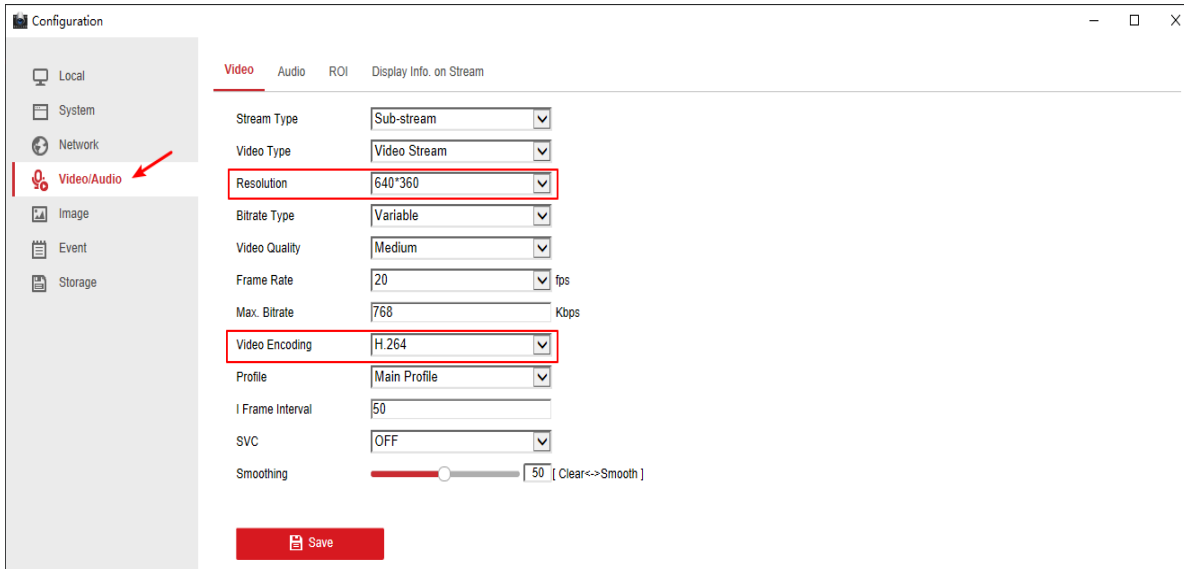 Configuration
Local
System
Network
Video/Audio
Image
Event
Storage
Video Audio ROI Display Info. on Stream
Stream Type Sub-stream
Video Type Video Stream
Resolution 640*360
Bitrate Type Variable
Video Quality Medium
Frame Rate 20 fps
Max. Bitrate 768 Kbps
Video Encoding H.264
Profile Main Profile
I Frame Interval 50
SVC OFF
Smoothing 50 [ Clear<->Smooth ]
Save